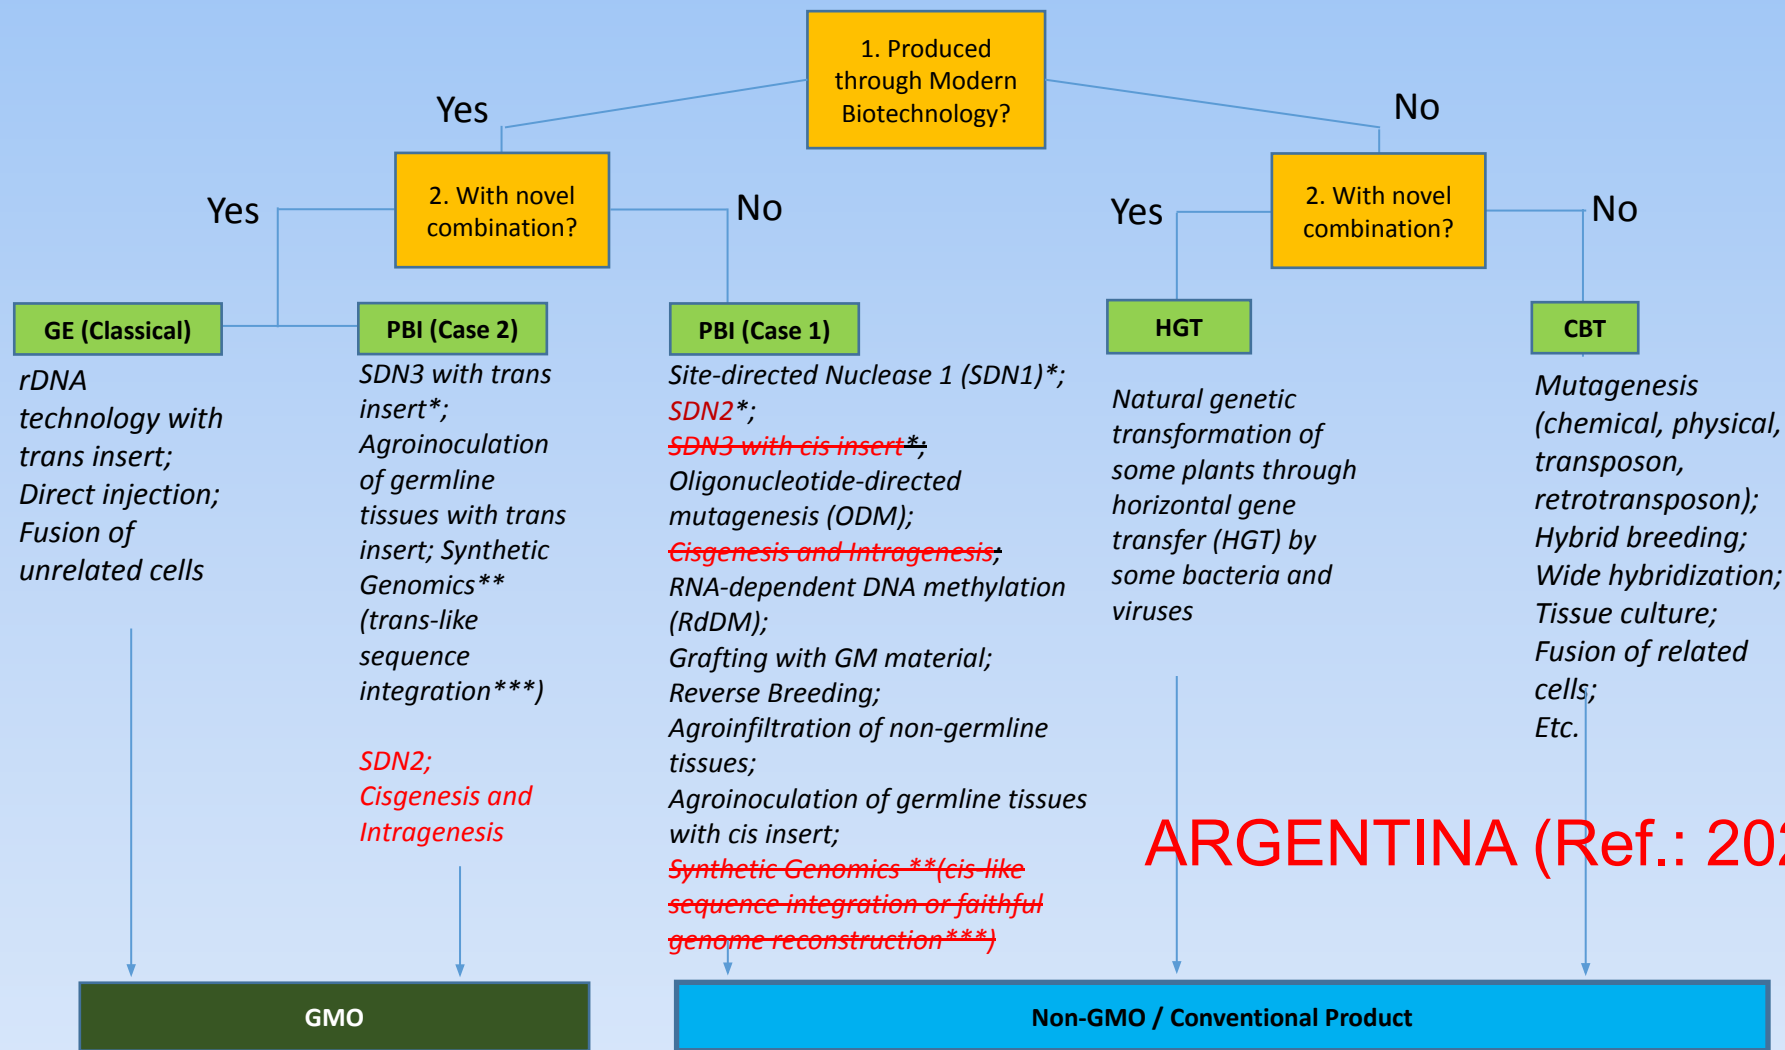 1. Produced
through Modern
Biotechnology?
Yes
No
2. With novel
combination?
2. With novel
combination?
Yes
No
Yes
No
GE (Classical)
rDNA
technology with
trans insert;
Direct injection;
Fusion of
unrelated cells
PBI (Case 2)
SDN3 with trans
insert*;
Agroinoculation
of germline
tissues with trans
insert; Synthetic
Genomics**
(trans-like
sequence
integration***)
SDN2;
Cisgenesis and
Intragenesis
PBI (Case 1)
Site-directed Nuclease 1 (SDN1)*;
SDN2*;
SDN3 with cis insert*;
Oligonucleotide-directed
mutagenesis (ODM);
Cisgenesis and Intragenesis;
RNA-dependent DNA methylation
(RdDM);
Grafting with GM material;
Reverse Breeding;
Agroinfiltration of non-germline
tissues;
Agroinoculation of germline tissues
with cis insert;
Synthetic Genomics **(cis-like
sequence integration or faithful
genome reconstruction***)
HGT
Natural genetic
transformation of
some plants through
horizontal gene
transfer (HGT) by
some bacteria and
viruses
CBT
Mutagenesis
(chemical, physical,
transposon,
retrotransposon);
Hybrid breeding;
Wide hybridization;
Tissue culture;
Fusion of related
cells;
Etc.
ARGENTINA (Ref.:
GMO
Non-GMO / Conventional Product